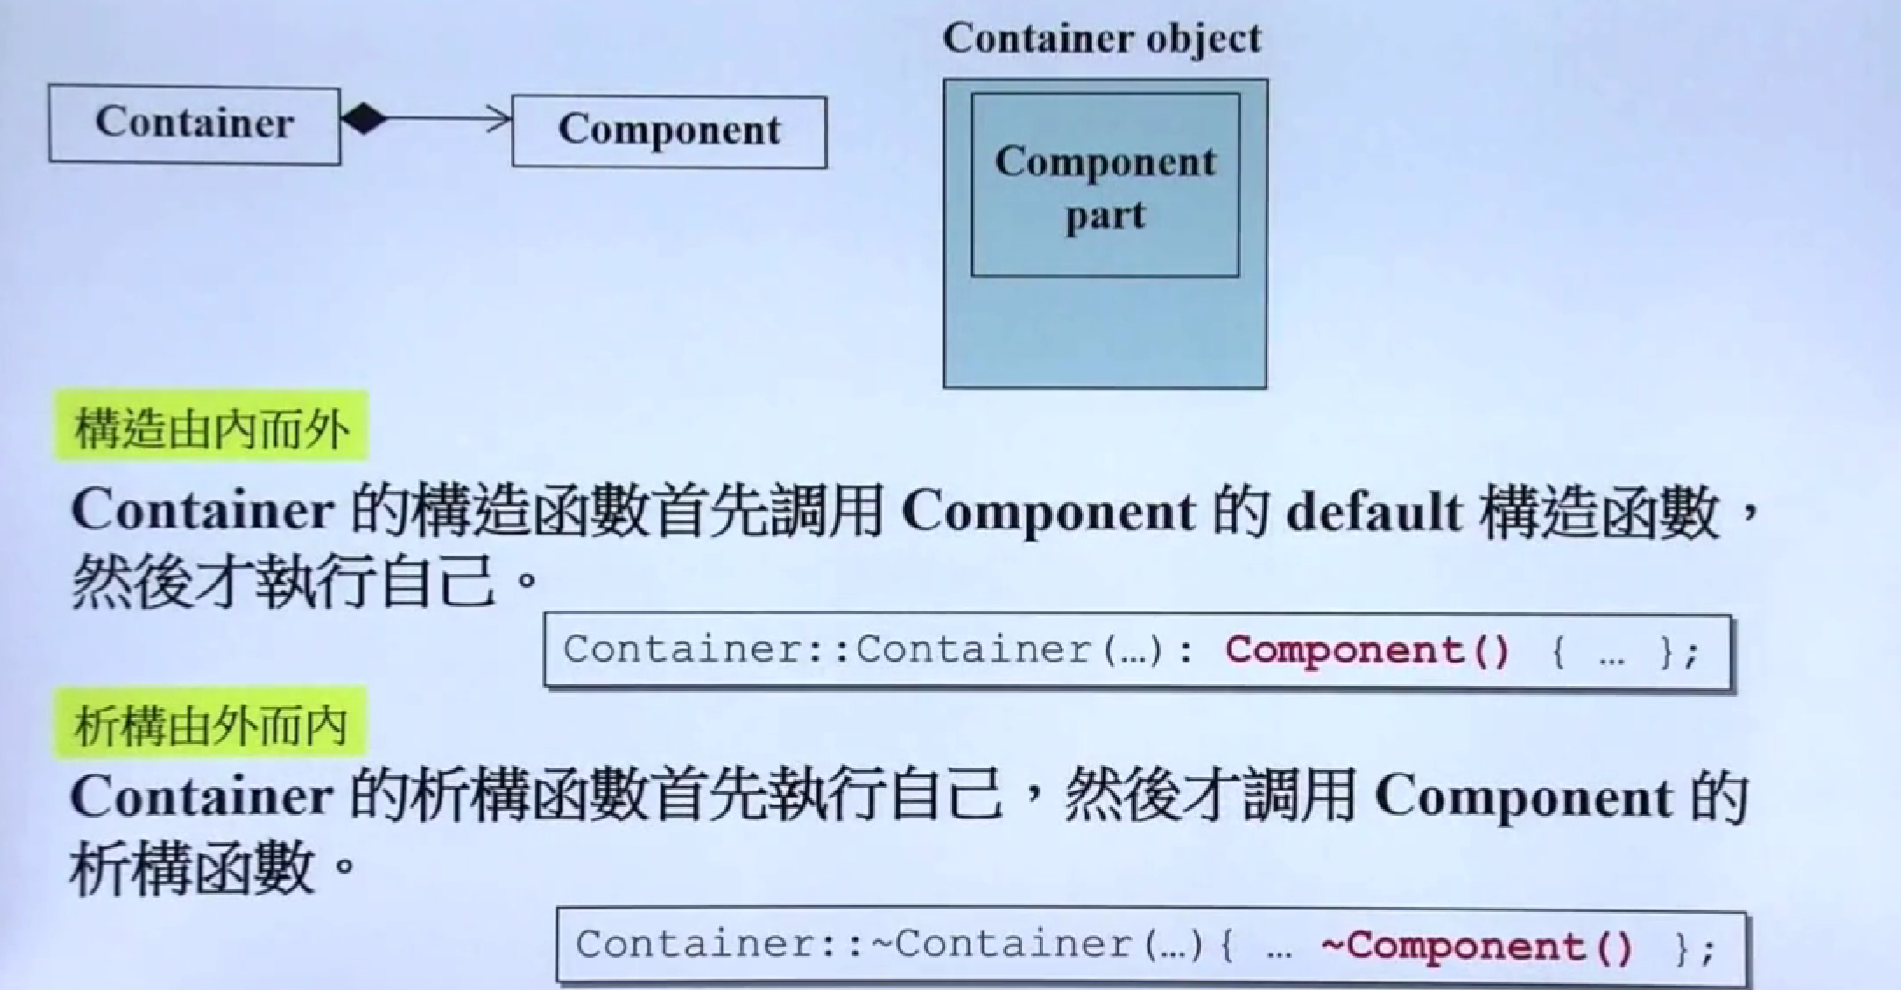 Container object
Container
Component
Component
part
構造由內而外
Container 的構造函數首先調用 Component 的 default 構造函數，
然後才執行自己。
Container::Container(…): Component() { … };
析構由外而內
Container 的析構函數首先執行自己，然後才調用 Component 的
析構函數。
Container::~Container(…){ … ~Component() };